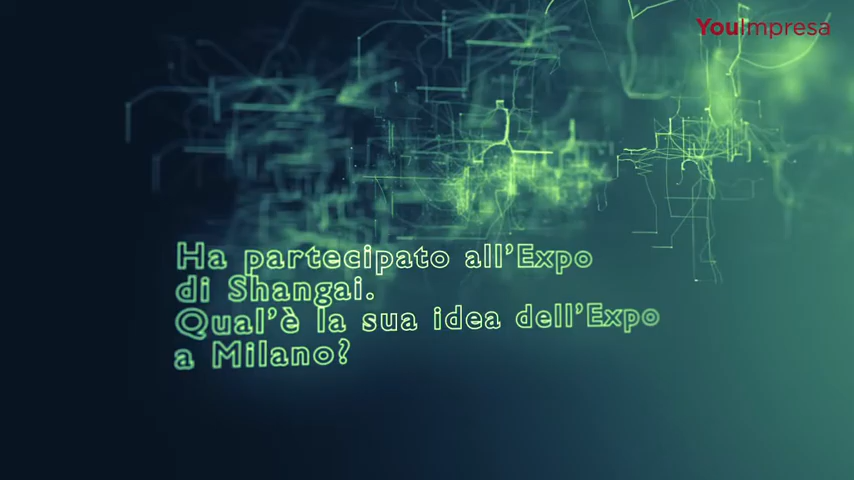 YouImpresa
Ha partecipato all'Expo
di Shangai.
Qual'è la sua idea dell'Expo
a Milano?